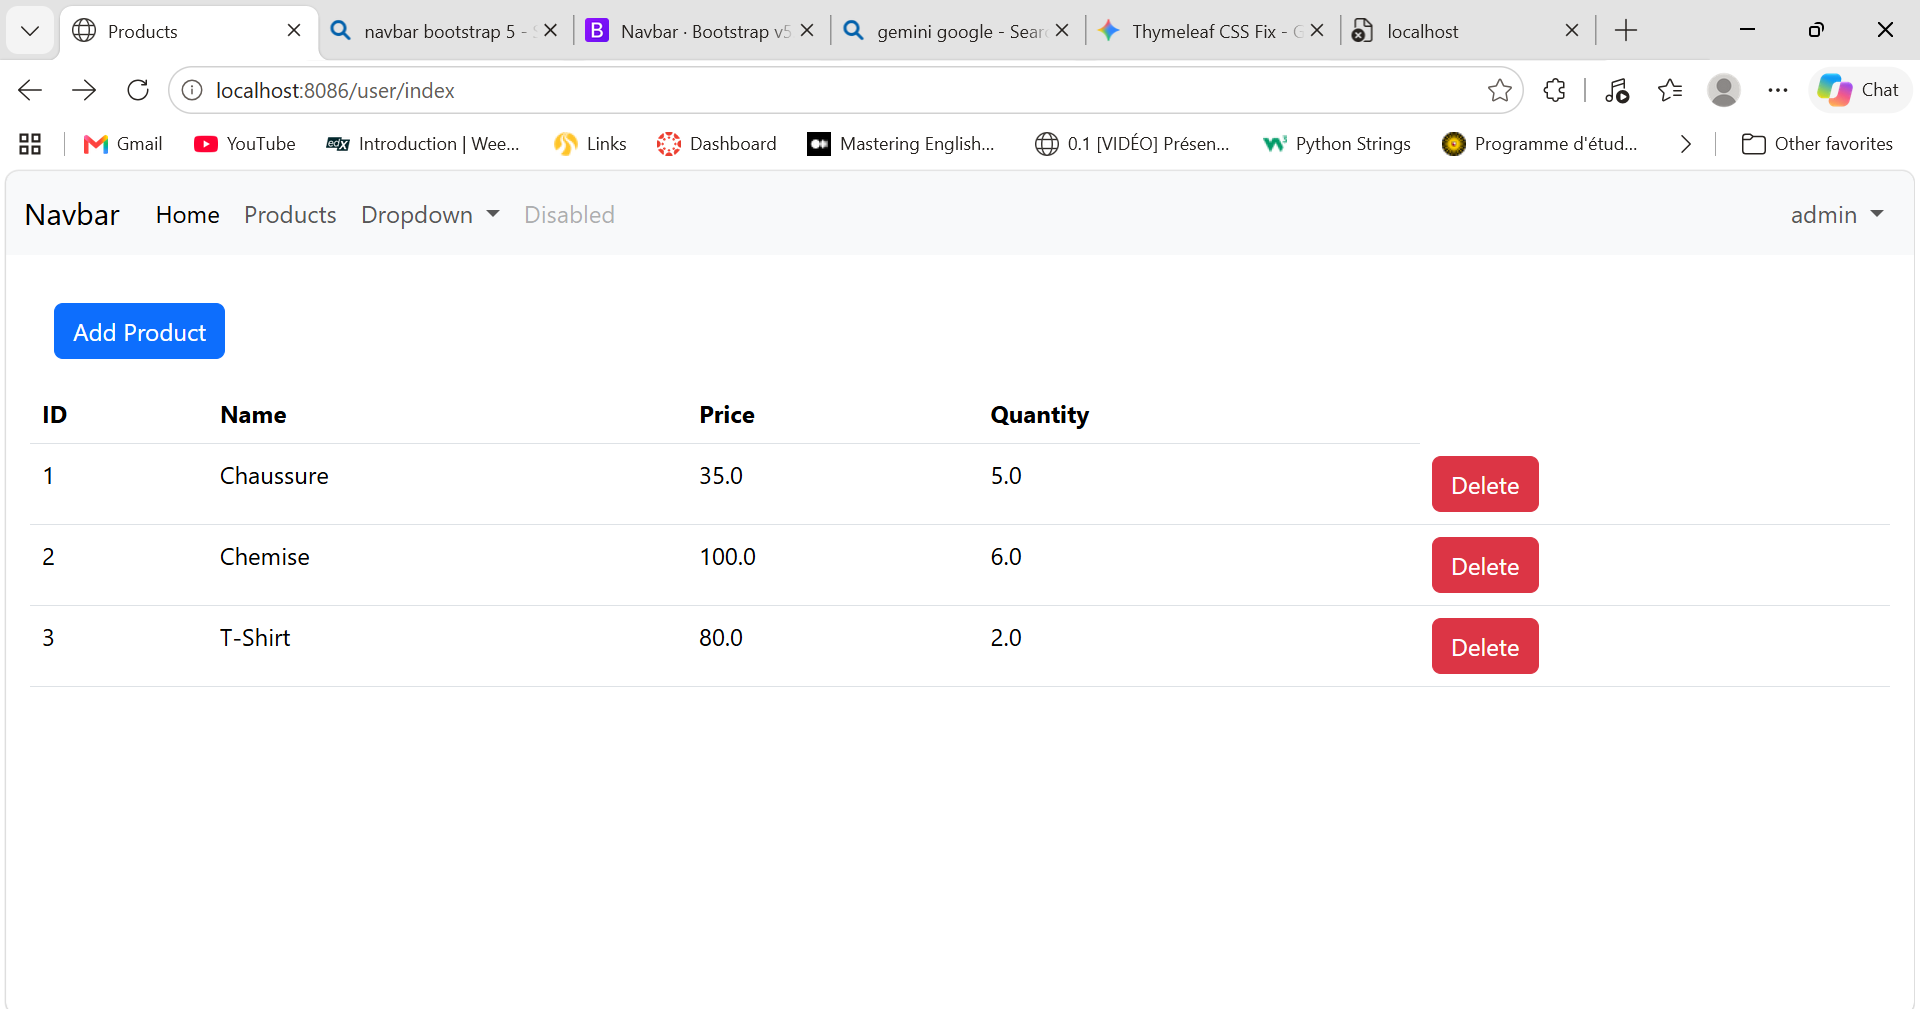 Products
navbar bootstrap 5 -
Navbar · Bootstrap v5
gemini google - Sear
Thymeleaf CSS Fix - G
localhost
localhost:8086/user/index
Chat
Gmail
YouTube
edX
Introduction | Wee...
Links
Dashboard
Mastering English...
0.1 [VIDÉO] Présen...
Python Strings
Programme d'étud...
Other favorites
Navbar Home Products Dropdown Disabled admin
Add Product
ID Name Price Quantity
1 Chaussure 35.0 5.0 Delete
2 Chemise 100.0 6.0 Delete
3 T-Shirt 80.0 2.0 Delete